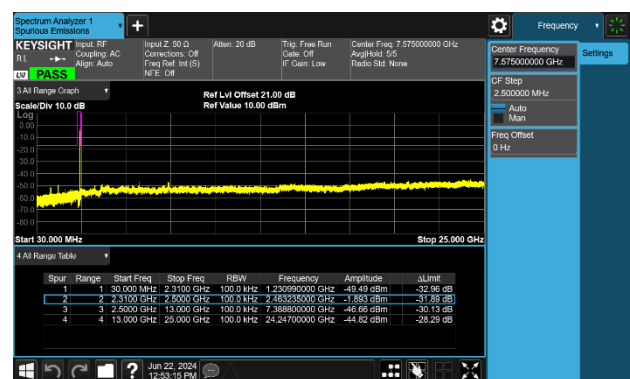 Spectrum Analyzer 1
Spurious Emissions
Frequency
KEYSIGHT Input: RF Input Z: 50 Ω Atten: 20 dB Trig: Free Run Center Freq: 7.575000000 GHz
RL Coupling: AC Corrections: Off Gate: Off Avg|Hold: 5/5
Align: Auto Freq Ref: Int (S) IF Gain: Low Radio Std: None
LXI PASS NFE: Off
Center Frequency
7.575000000 GHz
Settings
CF Step
2.500000 MHz
Auto
Man
Freq Offset
0 Hz
3 All Range Graph
Ref Lvl Offset 21.00 dB
Scale/Div 10.0 dB Ref Value 10.00 dBm
Log
0.00
-10.0
-20.0
-30.0
-40.0
-50.0
-60.0
-70.0
-80.0
Start 30.000 MHz Stop 25.000 GHz
4 All Range Table
Spur Range Start Freq Stop Freq RBW Frequency Amplitude ΔLimit
1 1 30.000 MHz 2.3100 GHz 100.0 kHz 1.230990000 GHz -49.49 dBm -32.96 dB
2 2 2.3100 GHz 2.5000 GHz 100.0 kHz 2.463235000 GHz -1.893 dBm -31.89 dB
3 3 2.5000 GHz 13.000 GHz 100.0 kHz 7.388800000 GHz -46.66 dBm -30.13 dB
4 4 13.000 GHz 25.000 GHz 100.0 kHz 24.24700000 GHz -44.82 dBm -28.29 dB
Jun 22, 2024
12:53:15 PM